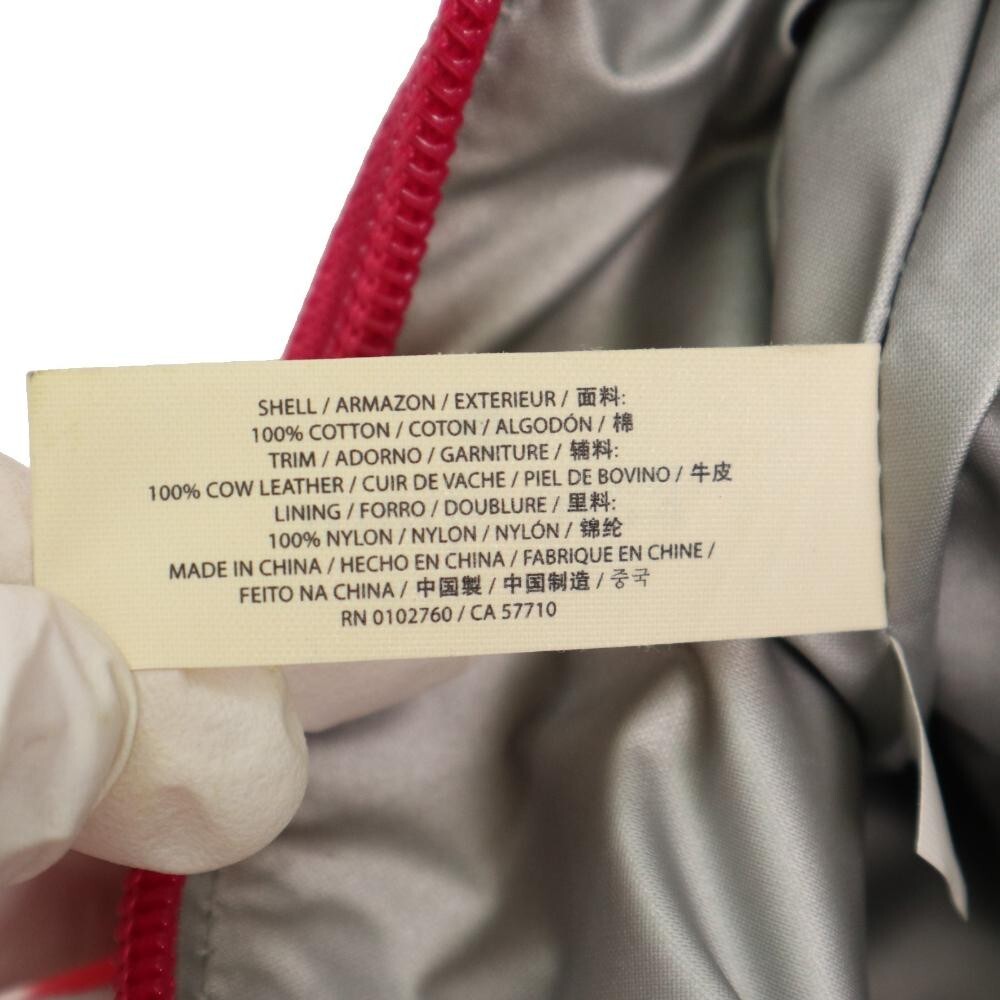 SHELL / ARMAZON / EXTERIEUR / 面料:
100% COTTON / COTON / ALGODÓN / 棉
TRIM / ADORNO / GARNITURE / 辅料:
100% COW LEATHER / CUIR DE VACHE / PIEL DE BOVINO / 牛皮
LINING / FORRO / DOUBLURE / 里料:
100% NYLON / NYLON / NYLÓN / 锦纶
MADE IN CHINA / HECHO EN CHINA / FABRIQUE EN CHINE /
FEITO NA CHINA / 中国製 / 中国制造 / 중국
RN 0102760 / CA 57710